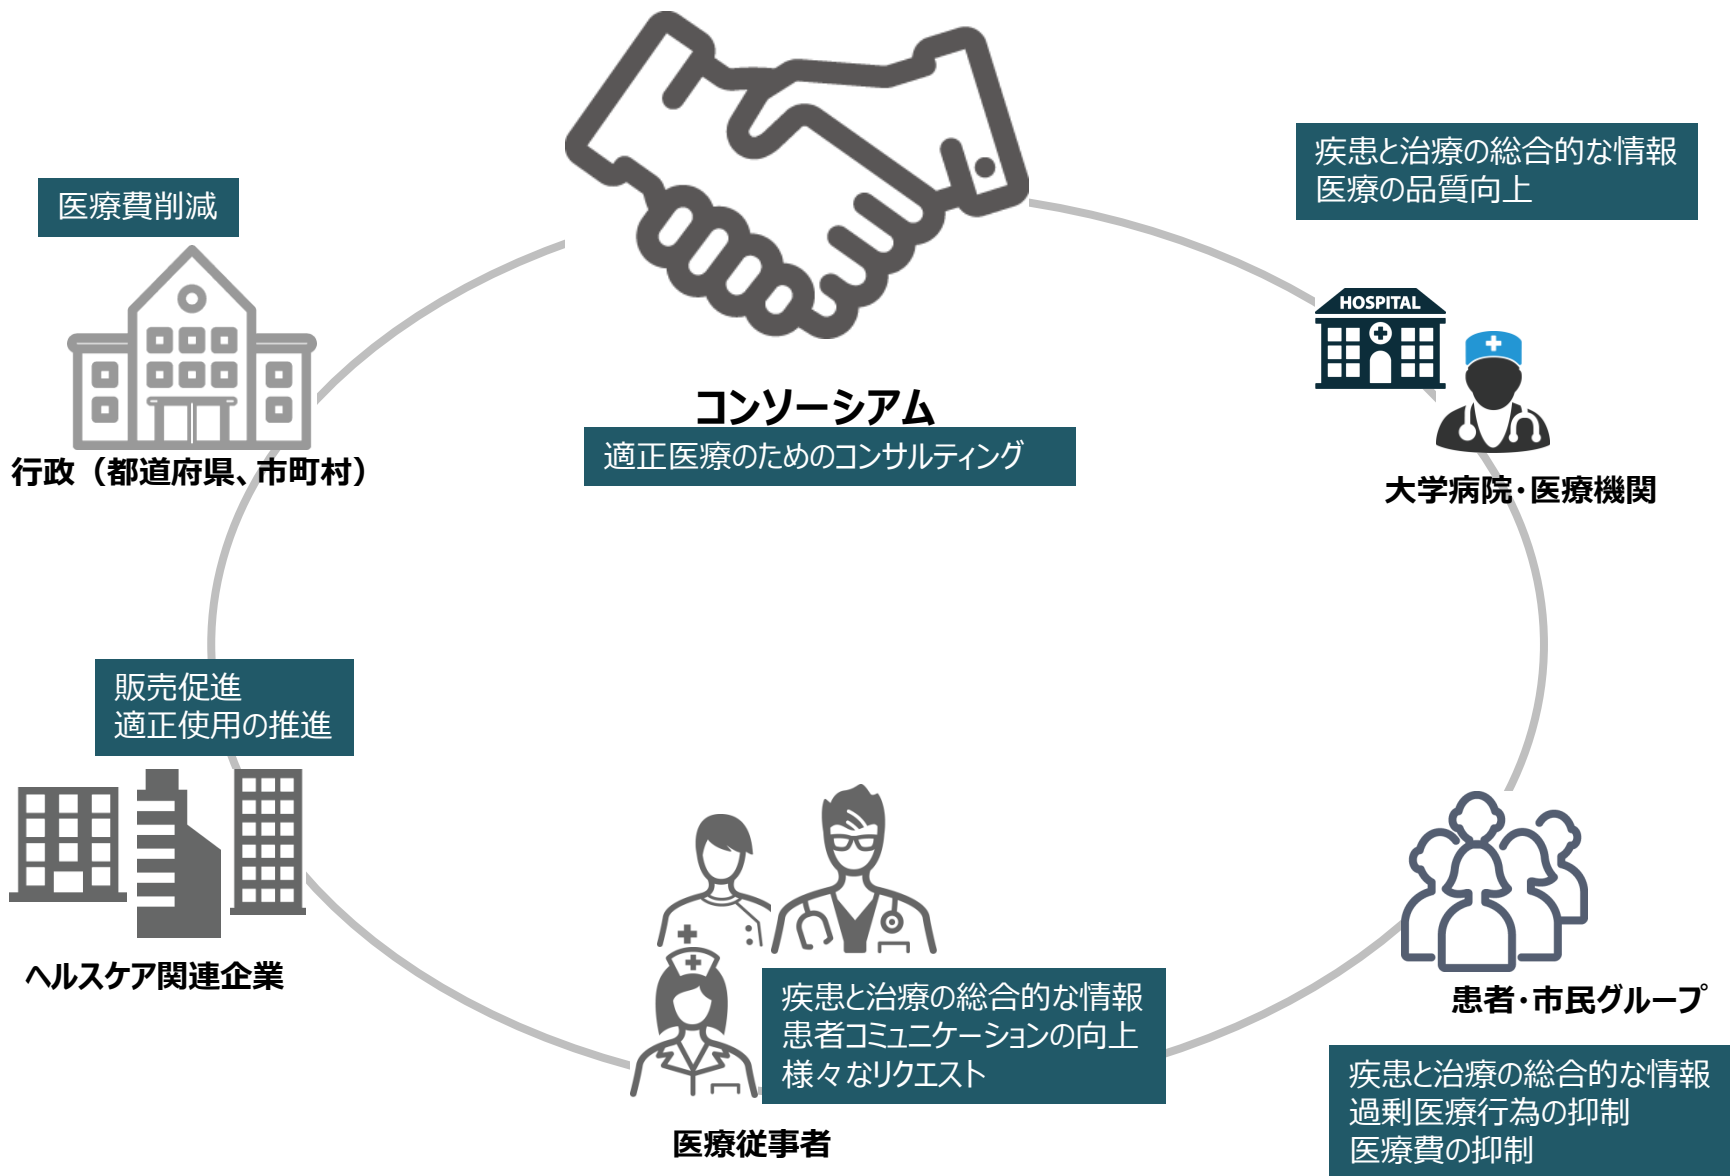 疾患と治療の総合的な情報
医療の品質向上
医療費削減
HOSPITAL
コンソーシアム
適正医療のためのコンサルティング
行政（都道府県、市町村）
大学病院・医療機関
販売促進
適正使用の推進
ヘルスケア関連企業
疾患と治療の総合的な情報
患者コミュニケーションの向上
様々なリクエスト
医療従事者
患者・市民グループ
疾患と治療の総合的な情報
過剰医療行為の抑制
医療費の抑制